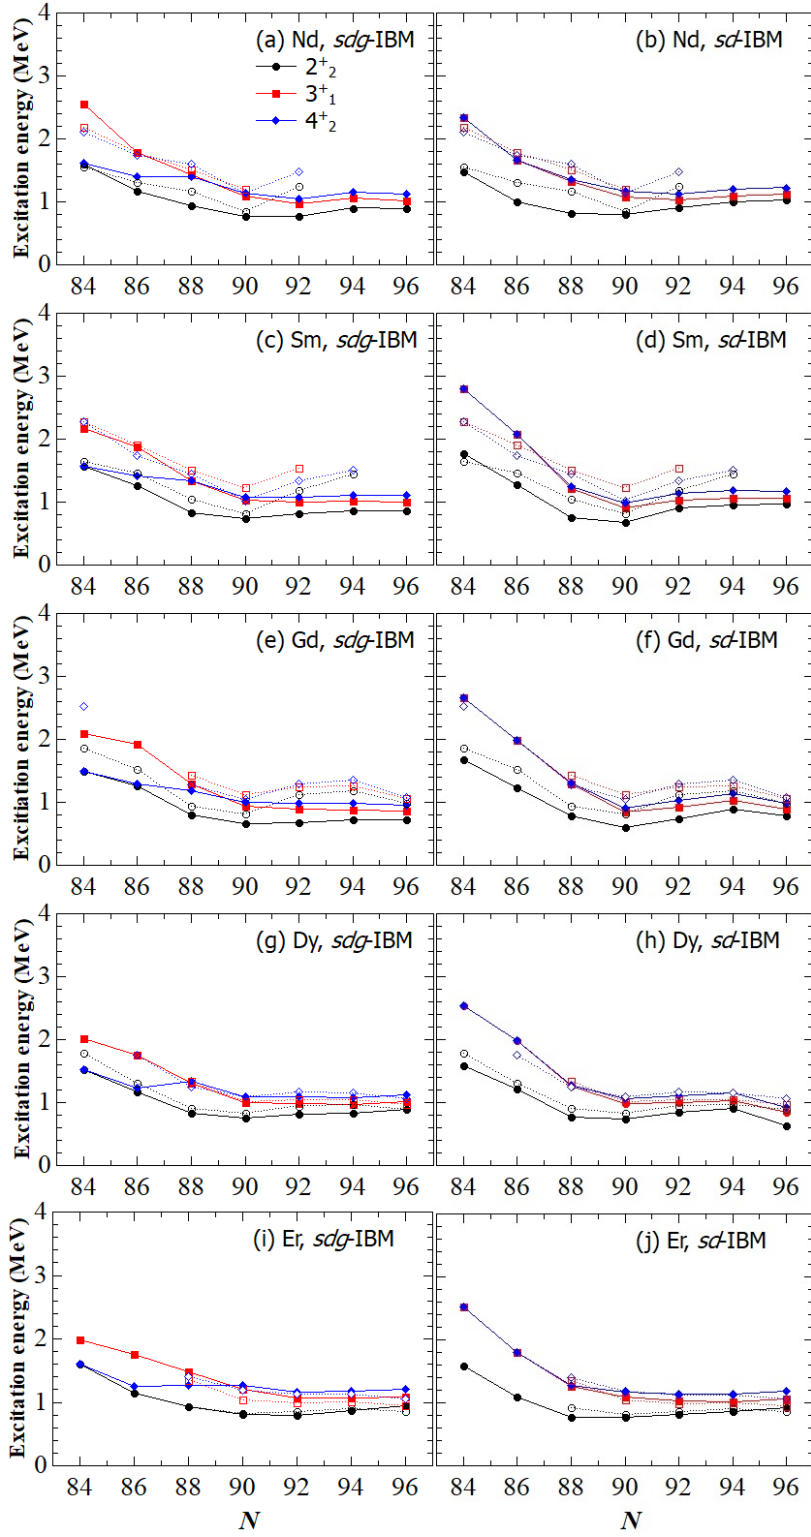 Excitation energy (MeV)
4
3
2
1
0
(a) Nd, sdg-IBM
2⁺₂
3⁺₁
4⁺₂
(b) Nd, sd-IBM
84 86 88 90 92 94 96
84 86 88 90 92 94 96
Excitation energy (MeV)
4
3
2
1
0
(c) Sm, sdg-IBM
(d) Sm, sd-IBM
84 86 88 90 92 94 96
84 86 88 90 92 94 96
Excitation energy (MeV)
4
3
2
1
0
(e) Gd, sdg-IBM
(f) Gd, sd-IBM
84 86 88 90 92 94 96
84 86 88 90 92 94 96
Excitation energy (MeV)
4
3
2
1
0
(g) Dy, sdg-IBM
(h) Dy, sd-IBM
84 86 88 90 92 94 96
84 86 88 90 92 94 96
Excitation energy (MeV)
4
3
2
1
0
(i) Er, sdg-IBM
(j) Er, sd-IBM
84 86 88 90 92 94 96
84 86 88 90 92 94 96
N
N